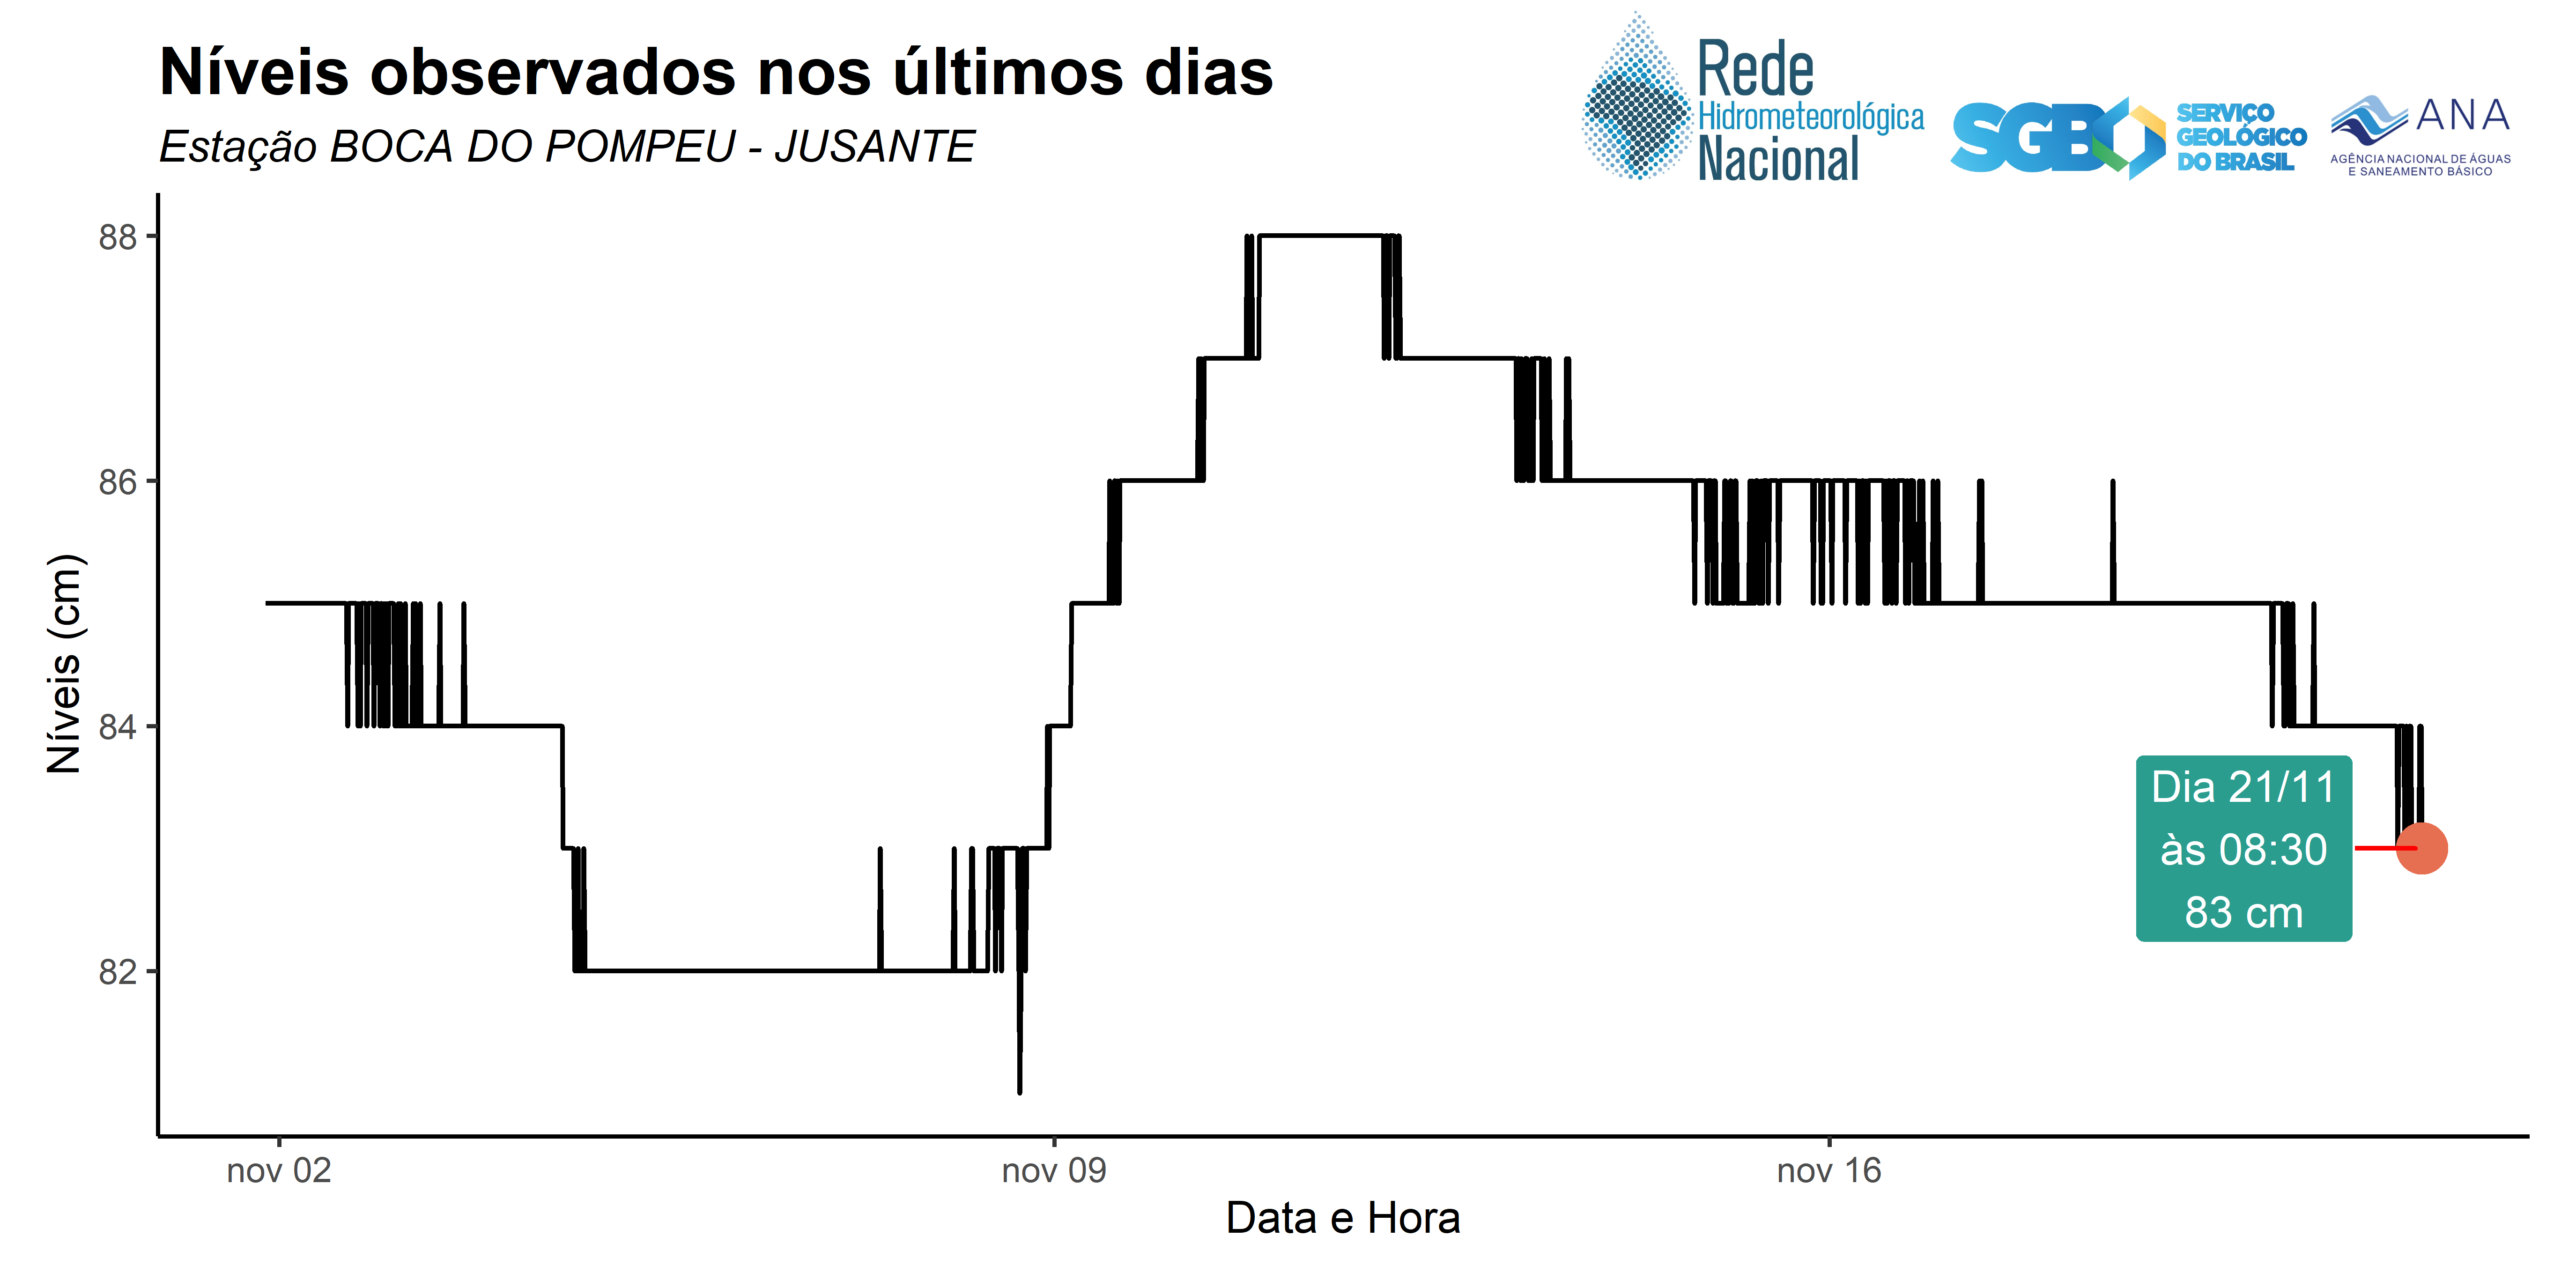 Níveis observados nos últimos dias
Estação BOCA DO POMPEU - JUSANTE
Rede
Hidrometeorológica
Nacional
SGB
SERVIÇO
GEOLÓGICO
DO BRASIL
ANA
AGÊNCIA NACIONAL DE ÁGUAS
E SANEAMENTO BÁSICO
Níveis (cm)
88
86
84
82
Dia 21/11
às 08:30
83 cm
nov 02
nov 09
nov 16
Data e Hora